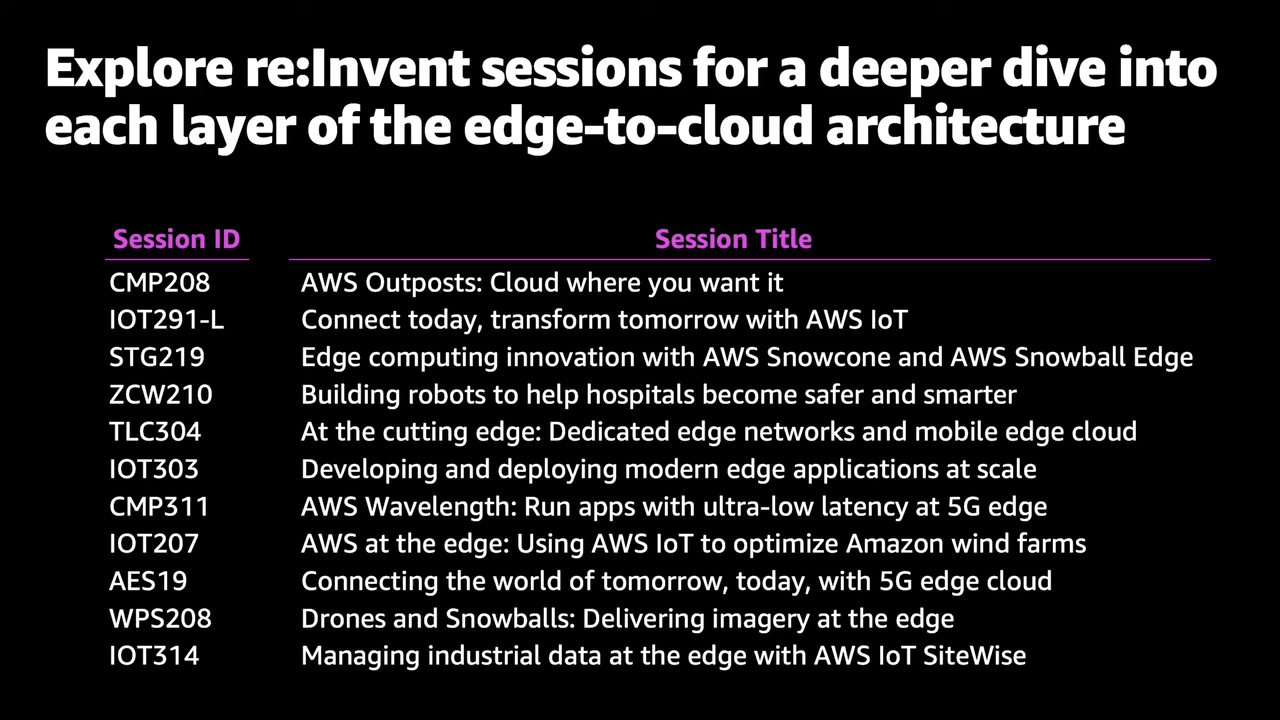 Explore re:Invent sessions for a deeper dive into
each layer of the edge-to-cloud architecture
Session ID Session Title
CMP208 AWS Outposts: Cloud where you want it
IOT291-L Connect today, transform tomorrow with AWS IoT
STG219 Edge computing innovation with AWS Snowcone and AWS Snowball Edge
ZCW210 Building robots to help hospitals become safer and smarter
TLC304 At the cutting edge: Dedicated edge networks and mobile edge cloud
IOT303 Developing and deploying modern edge applications at scale
CMP311 AWS Wavelength: Run apps with ultra-low latency at 5G edge
IOT207 AWS at the edge: Using AWS IoT to optimize Amazon wind farms
AES19 Connecting the world of tomorrow, today, with 5G edge cloud
WPS208 Drones and Snowballs: Delivering imagery at the edge
IOT314 Managing industrial data at the edge with AWS IoT SiteWise